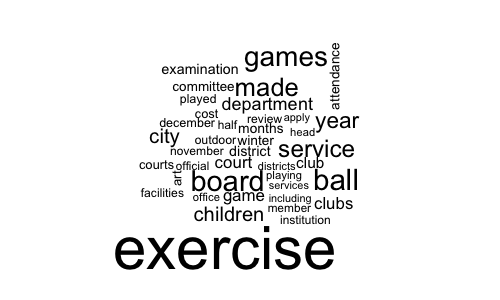 games
attendance
examination
committee made
played department
cost review apply year
december half months head
city outdoor winter service
november district
courts official court districts club
art board playing ball
services
facilities office game including clubs
children member
institution
exercise